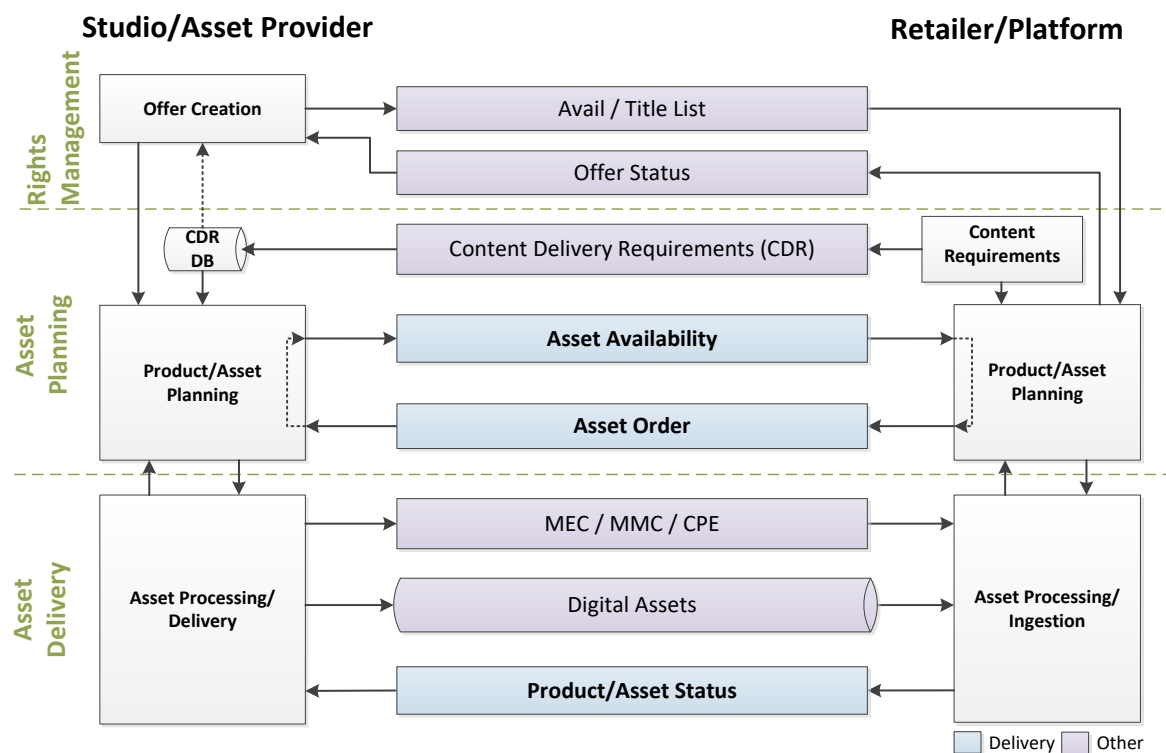 Studio/Asset Provider
Retailer/Platform
Rights
Management
Offer Creation
Avail / Title List
Offer Status
Asset
Planning
CDR
DB
Content Delivery Requirements (CDR)
Content
Requirements
Product/Asset
Planning
Asset Availability
Asset Order
Product/Asset
Planning
Asset
Delivery
Asset Processing/
Delivery
MEC / MMC / CPE
Digital Assets
Product/Asset Status
Asset Processing/
Ingestion
Delivery
Other